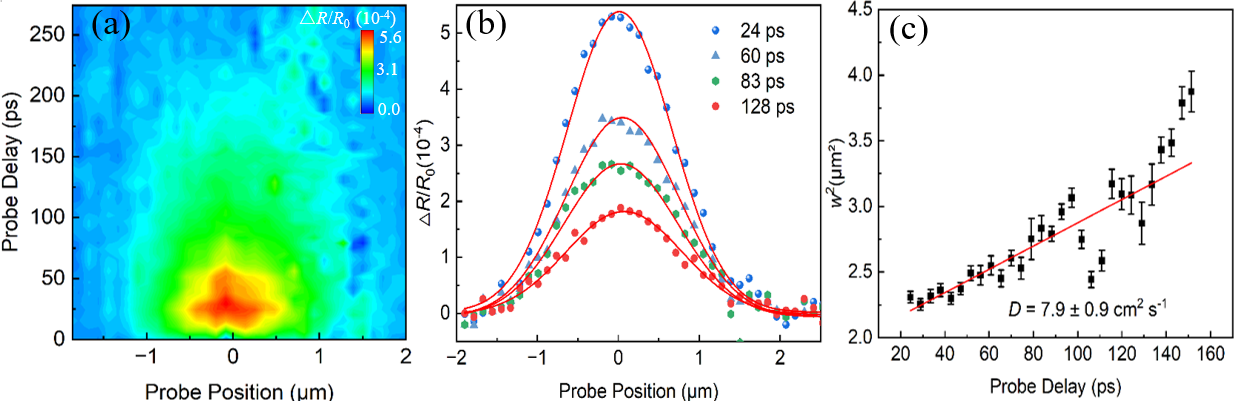 (a)
△R/R₀ (10⁻⁴)
5.6
3.1
0.0
250
200
150
100
50
0
Probe Delay (ps)
−1 0 1 2
Probe Position (μm)
(b)
24 ps
60 ps
83 ps
128 ps
5
4
3
2
1
0
△R/R₀(10⁻⁴)
−2 −1 0 1
Probe Position (μm)
(c)
4.5
4.0
3.5
3.0
2.5
2.0
w²(μm²)
D = 7.9 ± 0.9 cm² s⁻¹
20 40 60 80 100 120 140 160
Probe Delay (ps)